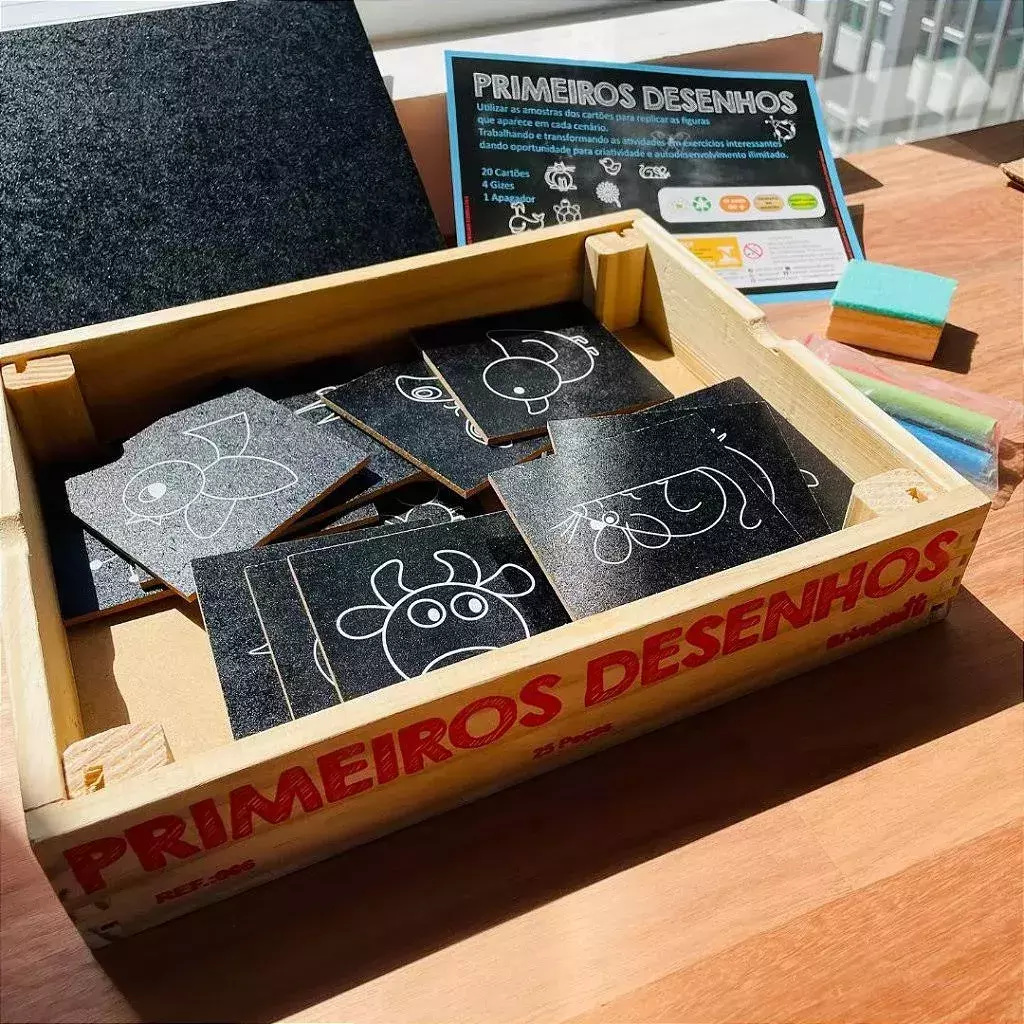 PRIMEIROS DESENHOS
Utilizar as amostras dos cartões para replicar as figuras
que aparece em cada cenário.
Trabalhando e transformando as atividades em exercícios interessantes
dando oportunidade para criatividade e autodesenvolvimento ilimitado.
20 Cartões
4 Gizes
1 Apagador
PRIMEIROS DESENHOS
25 Peças
REF.: